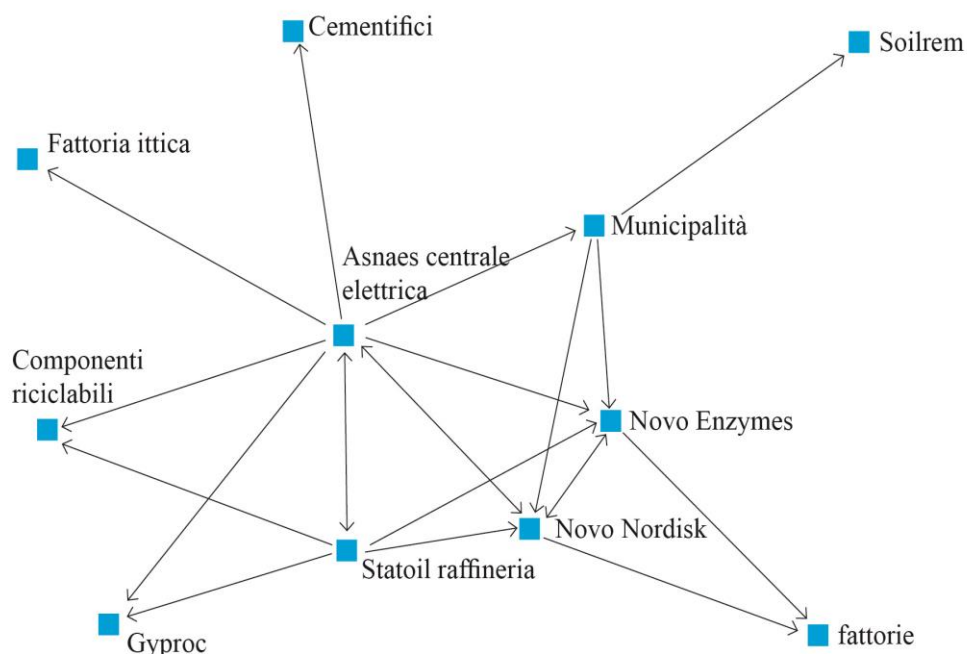 Cementifici
Soilrem
Fattoria ittica
Municipalità
Asnaes centrale
elettrica
Componenti
riciclabili
Novo Enzymes
Novo Nordisk
Statoil raffineria
Gyproc
fattorie